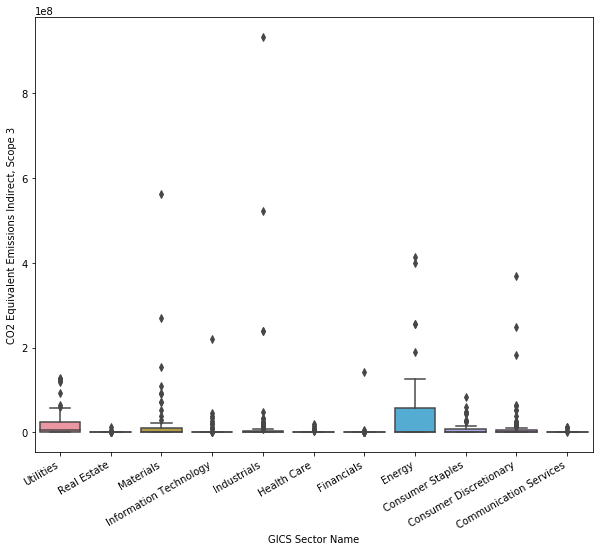 1e8
8
6
4
2
0
CO2 Equivalent Emissions Indirect, Scope 3
Utilities
Real Estate
Materials
Information Technology
Industrials
Health Care
Financials
Energy
Consumer Staples
Consumer Discretionary
Communication Services
GICS Sector Name